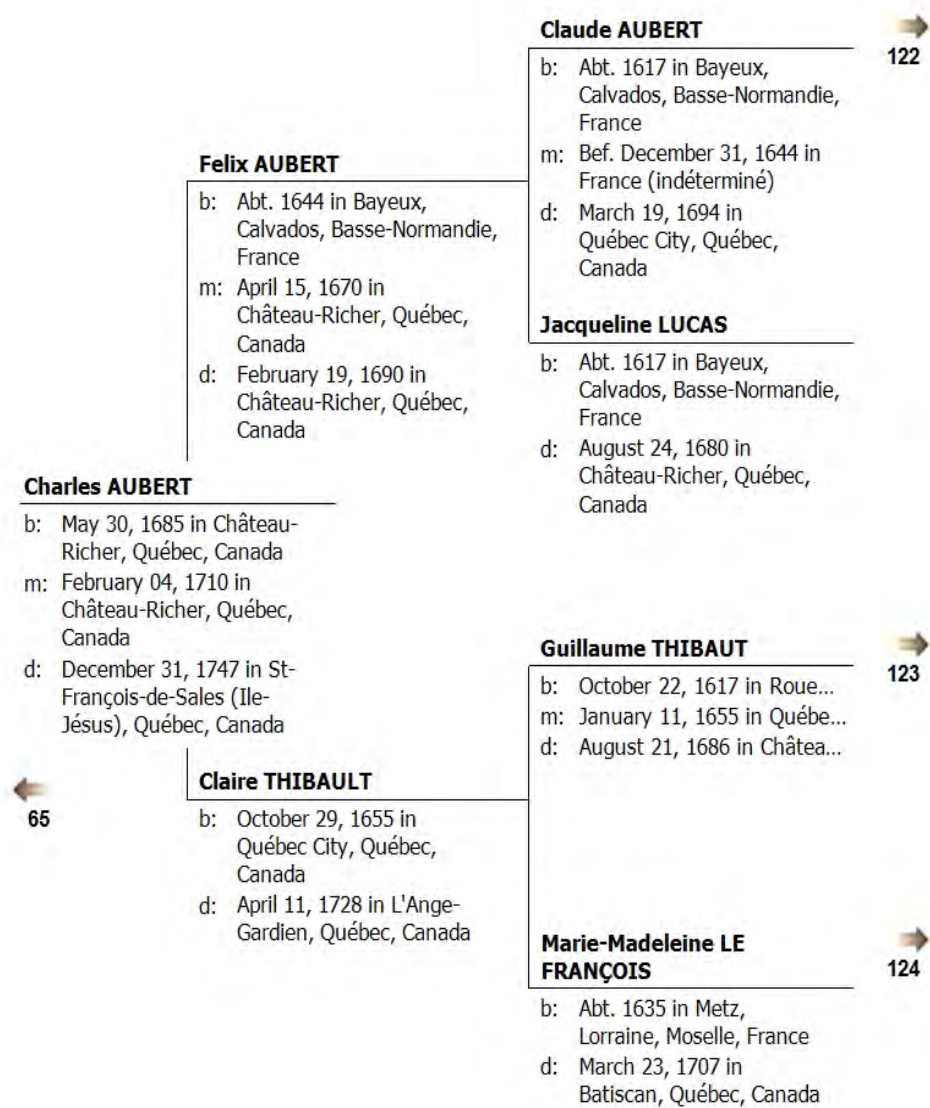 Claude AUBERT
122
b: Abt. 1617 in Bayeux,
Calvados, Basse-Normandie,
France
m: Bef. December 31, 1644 in
France (indéterminé)
d: March 19, 1694 in
Québec City, Québec,
Canada
Felix AUBERT
b: Abt. 1644 in Bayeux,
Calvados, Basse-Normandie,
France
m: April 15, 1670 in
Château-Richer, Québec,
Canada
d: February 19, 1690 in
Château-Richer, Québec,
Canada
Jacqueline LUCAS
b: Abt. 1617 in Bayeux,
Calvados, Basse-Normandie,
France
d: August 24, 1680 in
Château-Richer, Québec,
Canada
Charles AUBERT
b: May 30, 1685 in Château-
Richer, Québec, Canada
m: February 04, 1710 in
Château-Richer, Québec,
Canada
d: December 31, 1747 in St-
François-de-Sales (Ile-
Jésus), Québec, Canada
65
Guillaume THIBAUT
123
b: October 22, 1617 in Roue...
m: January 11, 1655 in Québe...
d: August 21, 1686 in Châtea...
Claire THIBAULT
b: October 29, 1655 in
Québec City, Québec,
Canada
d: April 11, 1728 in L'Ange-
Gardien, Québec, Canada
Marie-Madeleine LE
FRANÇOIS
124
b: Abt. 1635 in Metz,
Lorraine, Moselle, France
d: March 23, 1707 in
Batiscan, Québec, Canada